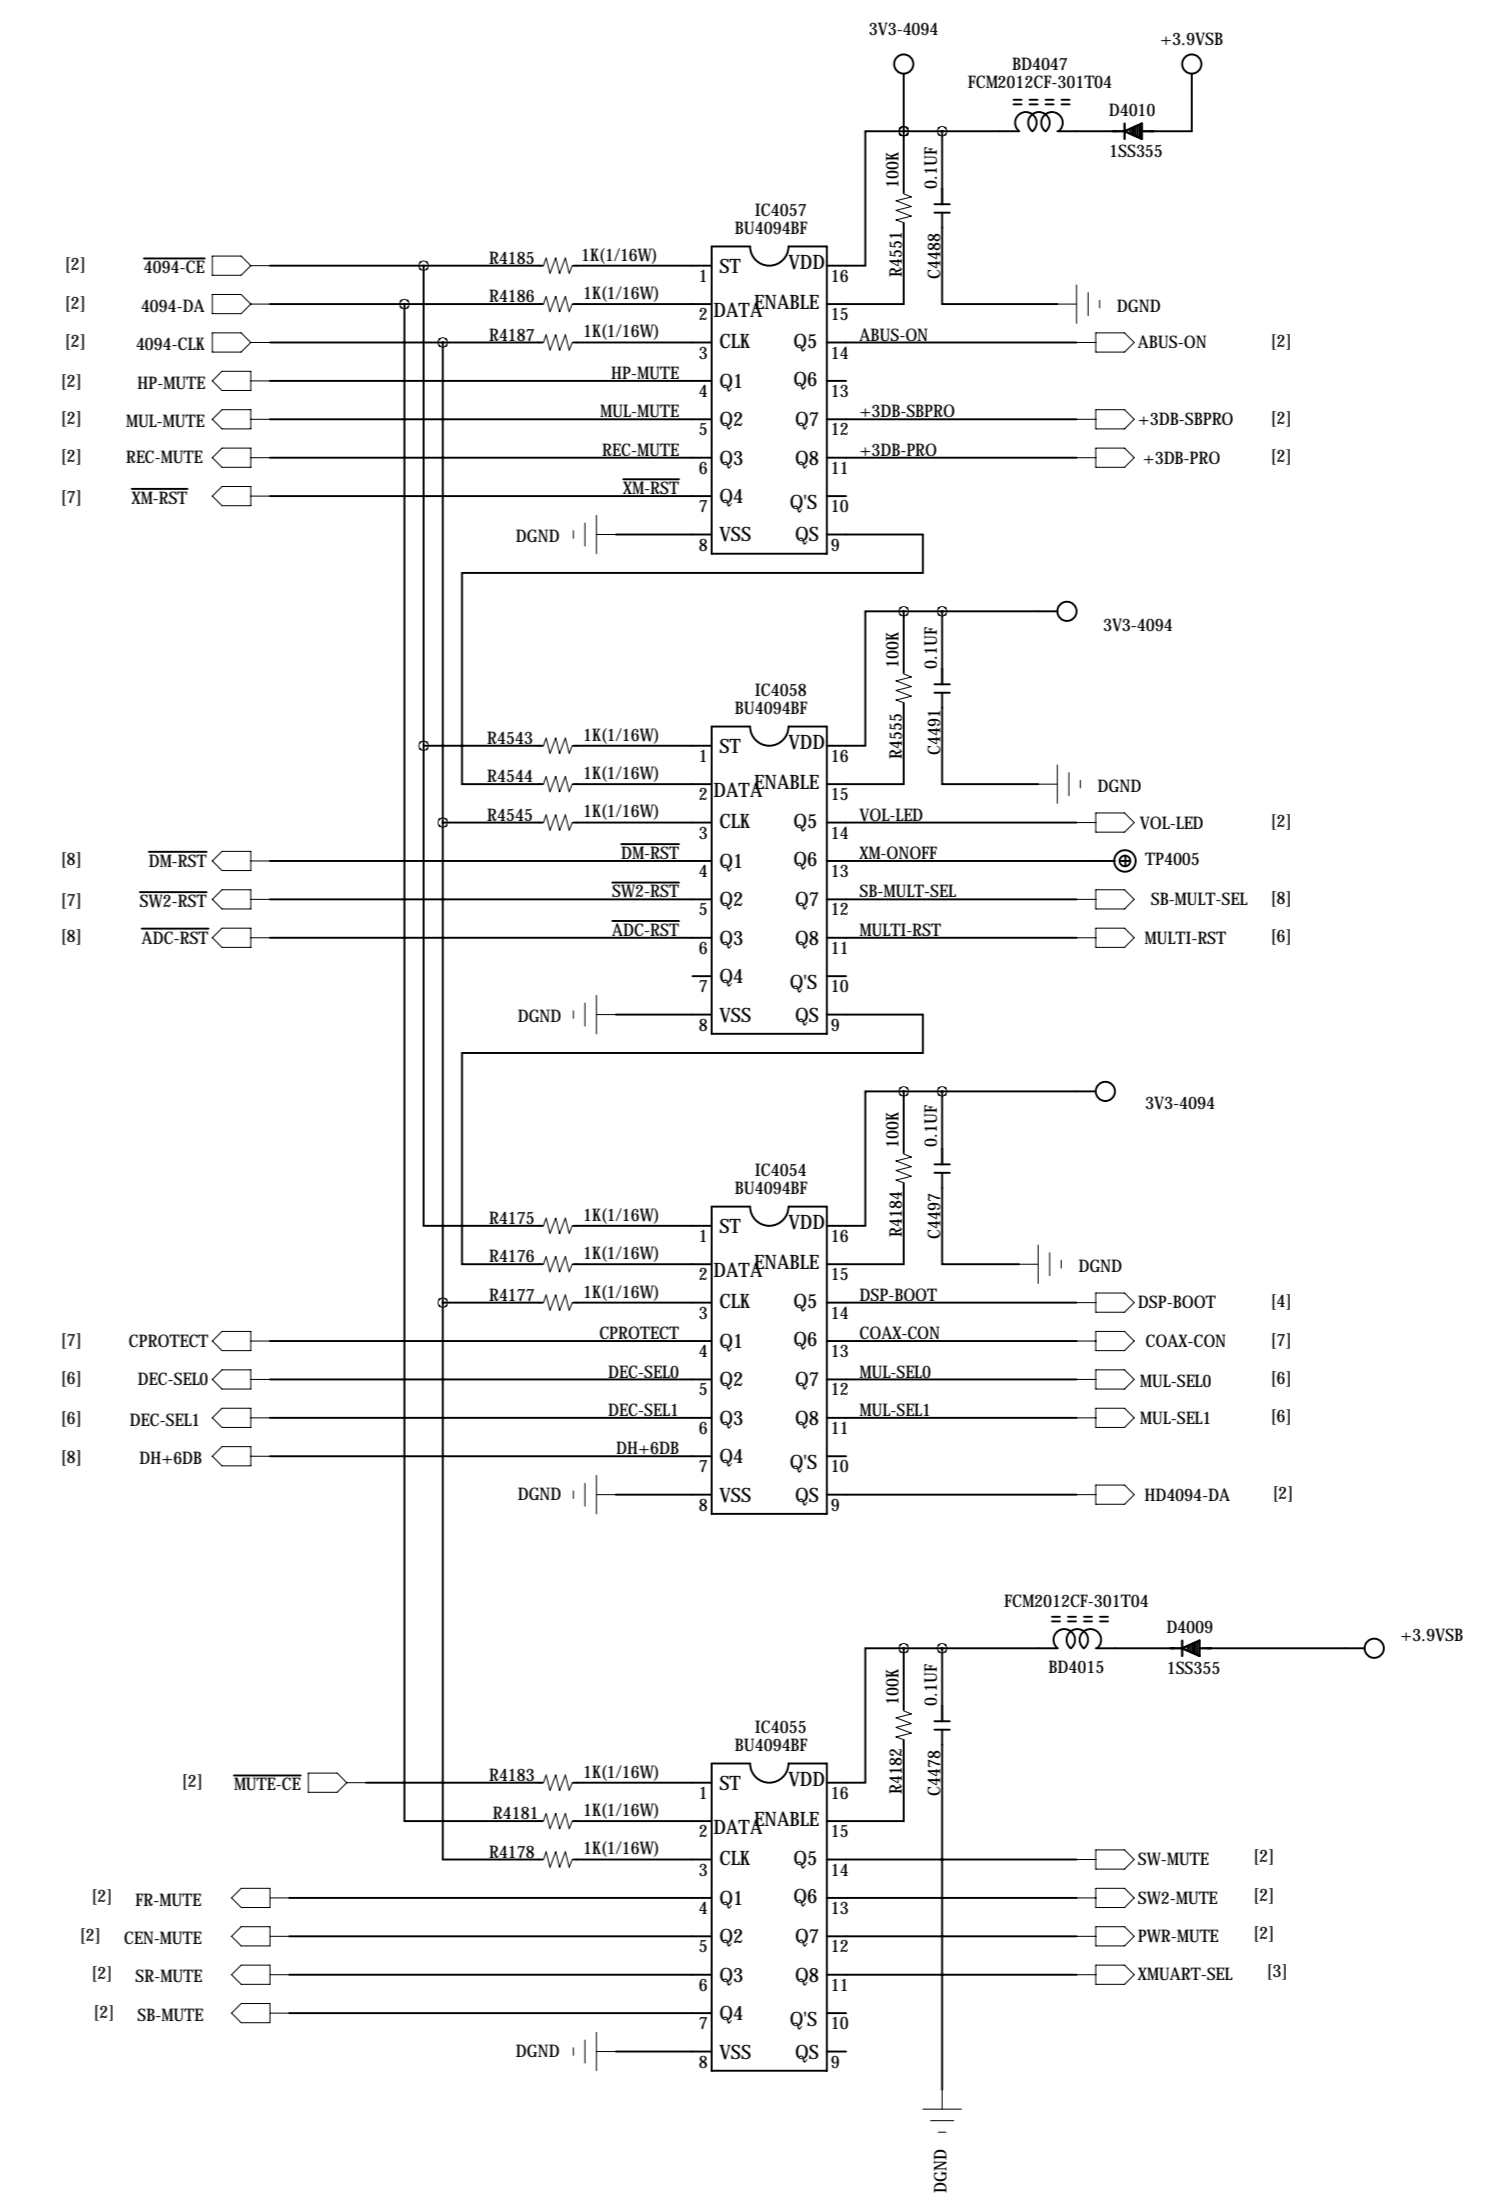 3V3-4094
+3.9VSB
BD4047
FCM2012CF-301T04
D4010
1SS355
100K
R4551
0.1UF
C4488
DGND
IC4057
BU4094BF
[2] 4094-CE R4185 1K(1/16W) 1 ST VDD 16
[2] 4094-DA R4186 1K(1/16W) 2 DATA ENABLE 15
[2] 4094-CLK R4187 1K(1/16W) 3 CLK Q5 14 ABUS-ON ABUS-ON [2]
[2] HP-MUTE HP-MUTE 4 Q1 Q6 13
[2] MUL-MUTE MUL-MUTE 5 Q2 Q7 12 +3DB-SBPRO +3DB-SBPRO [2]
[2] REC-MUTE REC-MUTE 6 Q3 Q8 11 +3DB-PRO +3DB-PRO [2]
[7] XM-RST XM-RST 7 Q4 Q'S 10
DGND 8 VSS QS 9
3V3-4094
100K
R4555
0.1UF
C4491
DGND
IC4058
BU4094BF
R4543 1K(1/16W) 1 ST VDD 16
R4544 1K(1/16W) 2 DATA ENABLE 15
R4545 1K(1/16W) 3 CLK Q5 14 VOL-LED VOL-LED [2]
[8] DM-RST DM-RST 4 Q1 Q6 13 XM-ONOFF TP4005
[7] SW2-RST SW2-RST 5 Q2 Q7 12 SB-MULT-SEL SB-MULT-SEL [8]
[8] ADC-RST ADC-RST 6 Q3 Q8 11 MULTI-RST MULTI-RST [6]
7 Q4 Q'S 10
DGND 8 VSS QS 9
3V3-4094
100K
R4184
0.1UF
C4497
DGND
IC4054
BU4094BF
R4175 1K(1/16W) 1 ST VDD 16
R4176 1K(1/16W) 2 DATA ENABLE 15
R4177 1K(1/16W) 3 CLK Q5 14 DSP-BOOT DSP-BOOT [4]
[7] CPROTECT CPROTECT 4 Q1 Q6 13 COAX-CON COAX-CON [7]
[6] DEC-SEL0 DEC-SEL0 5 Q2 Q7 12 MUL-SEL0 MUL-SEL0 [6]
[6] DEC-SEL1 DEC-SEL1 6 Q3 Q8 11 MUL-SEL1 MUL-SEL1 [6]
[8] DH+6DB DH+6DB 7 Q4 Q'S 10
DGND 8 VSS QS 9 HD4094-DA [2]
FCM2012CF-301T04
BD4015
D4009
1SS355
+3.9VSB
100K
R4182
0.1UF
C4478
IC4055
BU4094BF
[2] MUTE-CE R4183 1K(1/16W) 1 ST VDD 16
R4181 1K(1/16W) 2 DATA ENABLE 15
R4178 1K(1/16W) 3 CLK Q5 14 SW-MUTE [2]
[2] FR-MUTE 4 Q1 Q6 13 SW2-MUTE [2]
[2] CEN-MUTE 5 Q2 Q7 12 PWR-MUTE [2]
[2] SR-MUTE 6 Q3 Q8 11 XMUART-SEL [3]
[2] SB-MUTE 7 Q4 Q'S 10
DGND 8 VSS QS 9
DGND